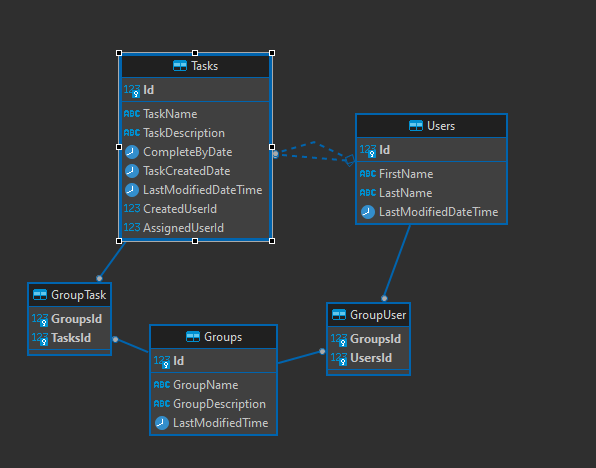 Tasks
123 Id
ABC TaskName
ABC TaskDescription
CompleteByDate
TaskCreatedDate
LastModifiedDateTime
123 CreatedUserId
123 AssignedUserId
Users
123 Id
ABC FirstName
ABC LastName
LastModifiedDateTime
GroupTask
123 GroupsId
123 TasksId
Groups
123 Id
ABC GroupName
ABC GroupDescription
LastModifiedTime
GroupUser
123 GroupsId
123 UsersId